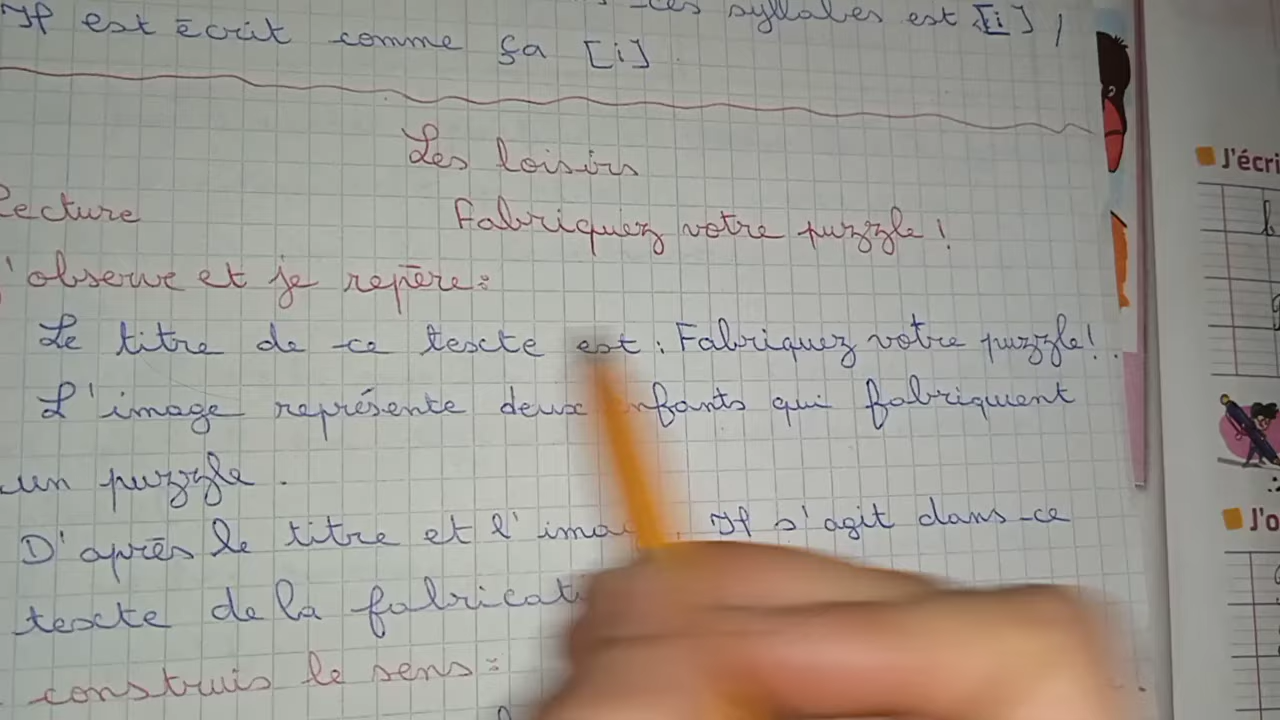 ces syllabes est [i] /
Il est écrit comme ça [i]
Les loisirs
Lecture
Fabriquez votre puzzle !
J'observe et je repère :
Le titre de ce texte est : Fabriquez votre puzzle !
L'image représente deux enfants qui fabriquent
un puzzle .
D'après le titre et l' Il s'agit dans ce
texte de la
construis le sens :
J'écri
J'o